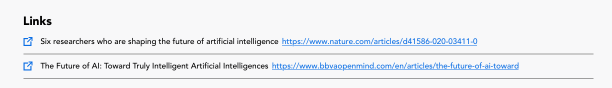 Links
Six researchers who are shaping the future of artificial intelligence https://www.nature.com/articles/d41586-020-03411-0
The Future of AI: Toward Truly Intelligent Artificial Intelligences https://www.bbvaopenmind.com/en/articles/the-future-of-ai-toward